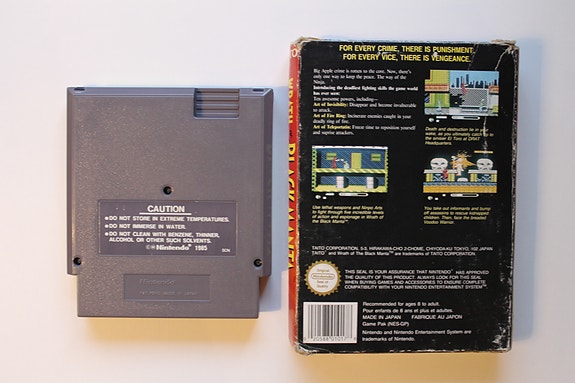 CAUTION
● DO NOT STORE IN EXTREME TEMPERATURES.
● DO NOT IMMERSE IN WATER.
● DO NOT CLEAN WITH BENZENE, THINNER,
ALCOHOL OR OTHER SUCH SOLVENTS.
©® Nintendo® 1985
SCN
Nintendo
FOR EVERY CRIME, THERE IS PUNISHMENT.
FOR EVERY VICE, THERE IS VENGEANCE.
Big Apple crime is rotten to the core. Now, there's
only one way to keep the peace. The way of the
Ninja.
Introducing the deadliest fighting skills the game world
has ever seen:
Ten awesome powers, including—
Art of Invisibility: Disappear and become invulnerable
to attack.
Art of Fire Ring: Incinerate enemies caught in your
deadly ring of fire.
Art of Teleportatin: Freeze time to reposition yourself
and suprise attackers.
Death and destruction lie in your
wake, as you ultimately catch up to the
sinister El Toro at DRAT
Headquarters.
Use lethal weapons and Ninja Arts
to fight through five incredible levels
of action and espionage in Wrath of
the Black Manta™.
You take out informants and bump
off assassins to rescue kidnapped
children. Then, face the breaded
Voodoo Warrior.
TAITO CORPORATION, 5-3, HIRAKAWA-CHO 2-CHOME, CHIYODAKU TOKYO, 102 JAPAN
TAITO™ and Wrath of The Black Manta™ are trademarks of TAITO CORPORATION.
Original
Nintendo
Seal of Quality
THIS SEAL IS YOUR ASSURANCE THAT NINTENDO® HAS APPROVED
THE QUALITY OF THIS PRODUCT. ALWAYS LOOK FOR THIS SEAL
WHEN BUYING GAMES AND ACCESSORIES TO ENSURE COMPLETE
COMPATIBILITY WITH YOUR NINTENDO ENTERTAINMENT SYSTEM™
Recommended for ages 8 to adult.
Pour enfants de 8 ans et plus et adultes.
MADE IN JAPAN FABRIQUE AU JAPON
Game Pak (NES-GP)
Nintendo and Nintendo Entertainment System are
trademarks of Nintendo.